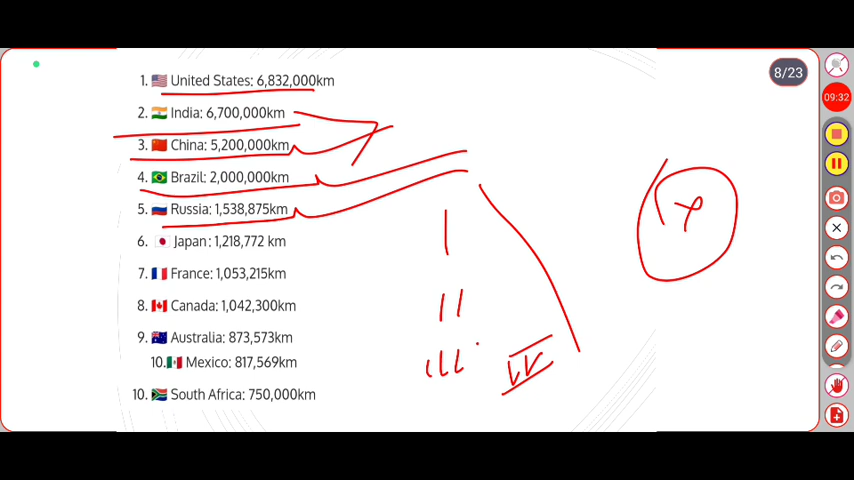 1. 🇺🇸 United States: 6,832,000km
8/23
2. 🇮🇳 India: 6,700,000km
09:32
3. 🇨🇳 China: 5,200,000km
4. 🇧🇷 Brazil: 2,000,000km
5. 🇷🇺 Russia: 1,538,875km
6. 🇯🇵 Japan: 1,218,772 km
7. 🇫🇷 France: 1,053,215km
8. 🇨🇦 Canada: 1,042,300km
9. 🇦🇺 Australia: 873,573km
10. 🇲🇽 Mexico: 817,569km
10. 🇿🇦 South Africa: 750,000km